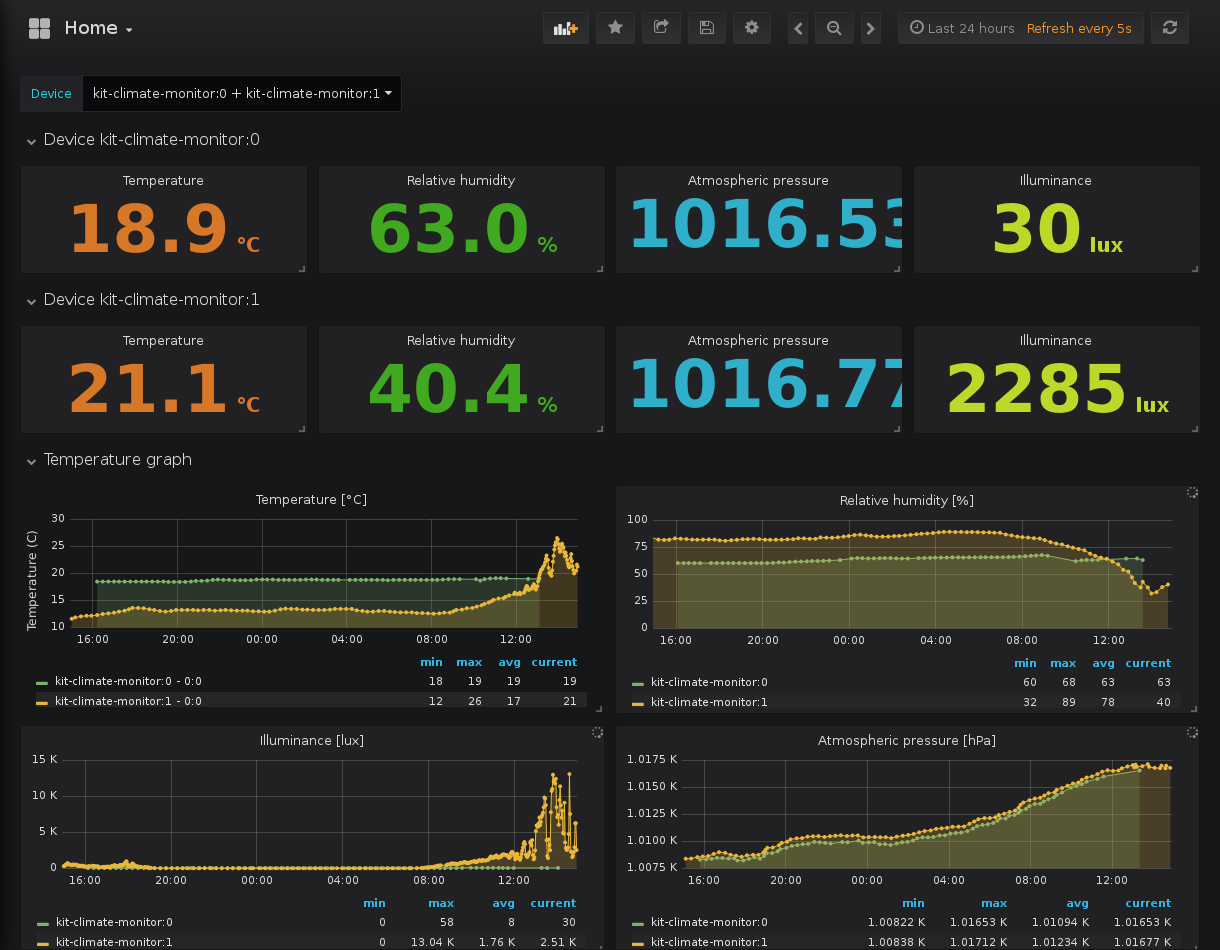 Home
Last 24 hours Refresh every 5s
Device kit-climate-monitor:0 + kit-climate-monitor:1
Device kit-climate-monitor:0
Temperature Relative humidity Atmospheric pressure Illuminance
18.9 °C 63.0 % 1016.53 30 lux
Device kit-climate-monitor:1
Temperature Relative humidity Atmospheric pressure Illuminance
21.1 °C 40.4 % 1016.77 2285 lux
Temperature graph
Temperature [°C]
Temperature (C)
30
25
20
15
10
16:00 20:00 00:00 04:00 08:00 12:00
min max avg current
kit-climate-monitor:0 - 0:0 18 19 19 19
kit-climate-monitor:1 - 0:0 12 26 17 21
Relative humidity [%]
100
75
50
25
0
16:00 20:00 00:00 04:00 08:00 12:00
min max avg current
kit-climate-monitor:0 60 68 63 63
kit-climate-monitor:1 32 89 78 40
Illuminance [lux]
15 K
10 K
5 K
0
16:00 20:00 00:00 04:00 08:00 12:00
min max avg current
kit-climate-monitor:0 0 58 8 30
kit-climate-monitor:1 0 13.04 K 1.76 K 2.51 K
Atmospheric pressure [hPa]
1.0175 K
1.0150 K
1.0125 K
1.0100 K
1.0075 K
16:00 20:00 00:00 04:00 08:00 12:00
min max avg current
kit-climate-monitor:0 1.00822 K 1.01653 K 1.01094 K 1.01653 K
kit-climate-monitor:1 1.00838 K 1.01712 K 1.01234 K 1.01677 K